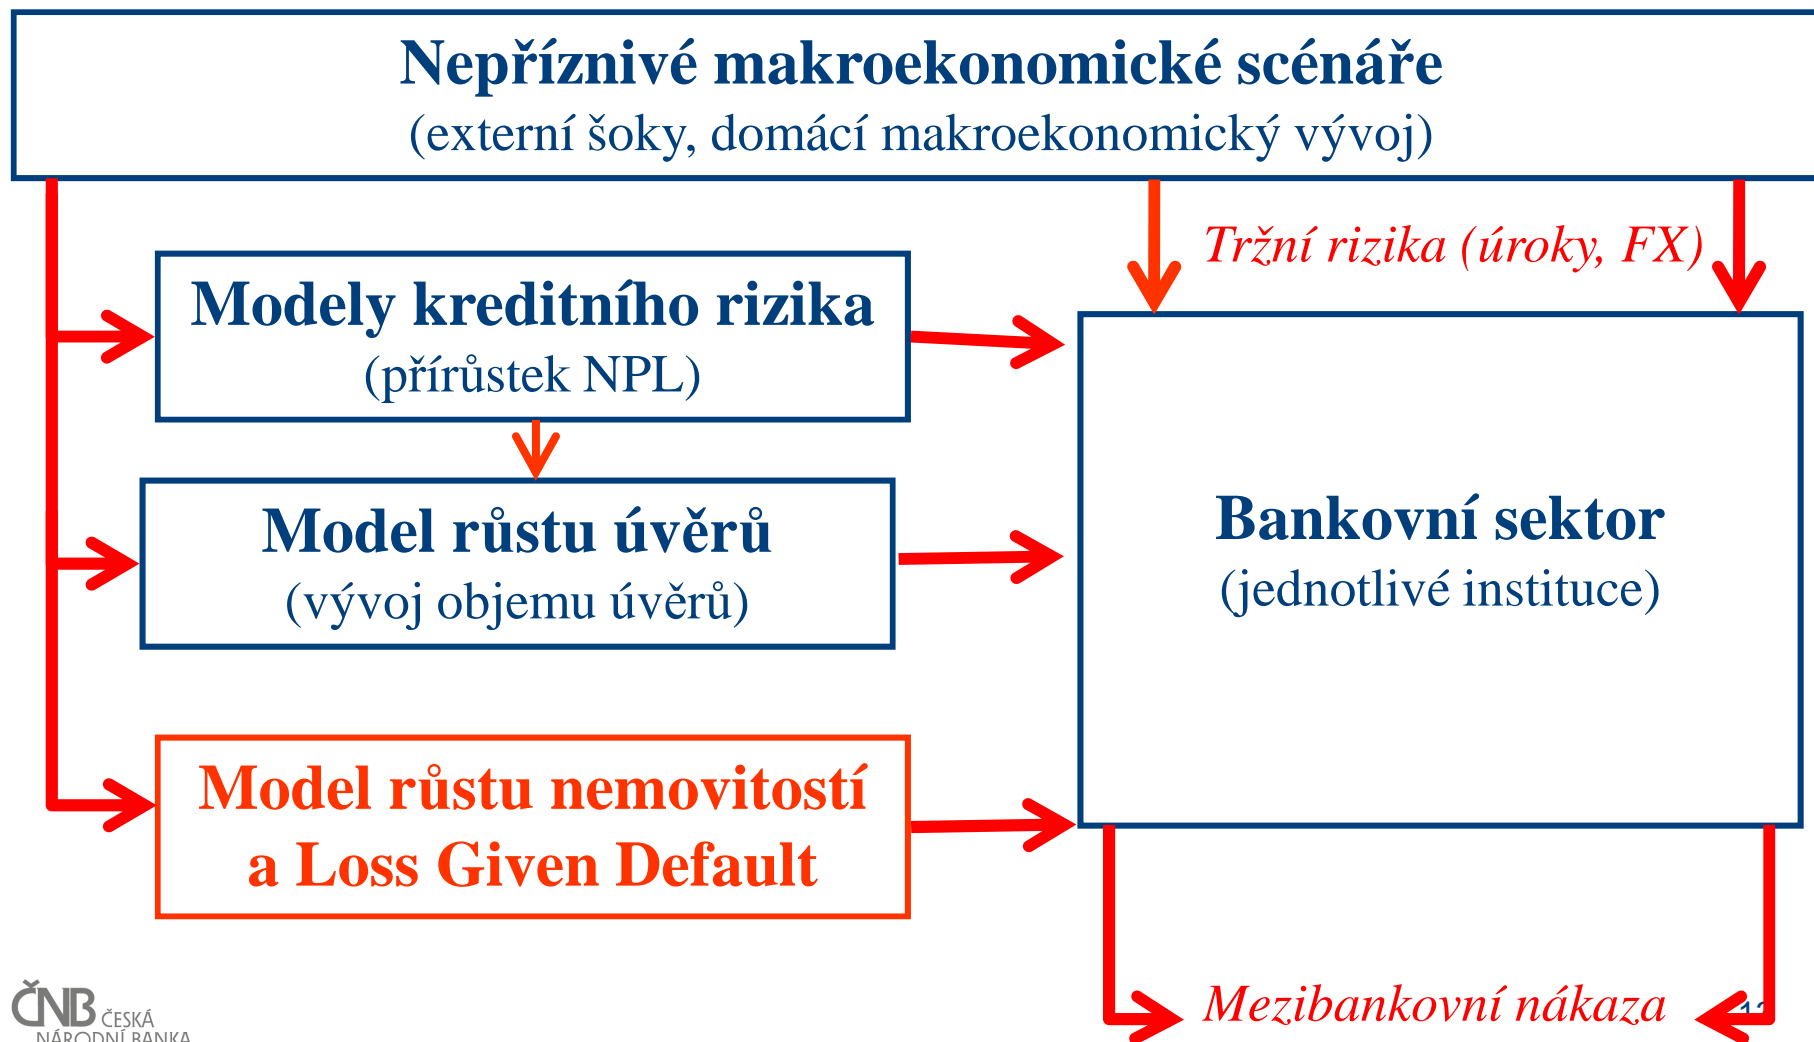 Nepříznivé makroekonomické scénáře
(externí šoky, domácí makroekonomický vývoj)
Tržní rizika (úroky, FX)
Modely kreditního rizika
(přírůstek NPL)
Model růstu úvěrů
(vývoj objemu úvěrů)
Bankovní sektor
(jednotlivé instituce)
Model růstu nemovitostí
a Loss Given Default
Mezibankovní nákaza
ČNB ČESKÁ
NÁRODNÍ BANKA